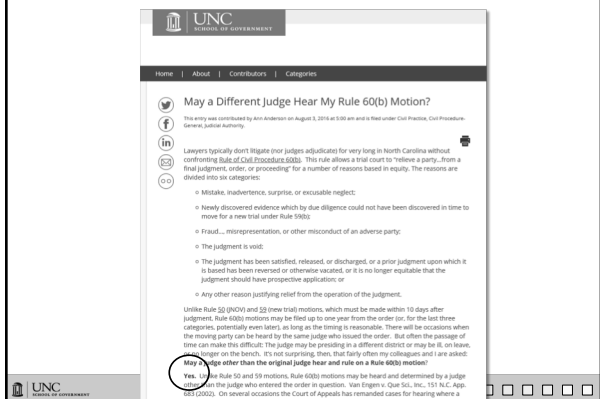 UNC
SCHOOL OF GOVERNMENT
Home | About | Contributors | Categories
May a Different Judge Hear My Rule 60(b) Motion?
This entry was contributed by Ann Anderson on August 3, 2016 at 5:00 am and is filed under Civil Practice, Civil Procedure-
General, Judicial Authority.
Lawyers typically don't litigate (nor judges adjudicate) for very long in North Carolina without
confronting Rule of Civil Procedure 60(b). This rule allows a trial court to "relieve a party...from a
final judgment, order, or proceeding" for a number of reasons based in equity. The reasons are
divided into six categories:
Mistake, inadvertence, surprise, or excusable neglect;
Newly discovered evidence which by due diligence could not have been discovered in time to
move for a new trial under Rule 59(b);
Fraud..., misrepresentation, or other misconduct of an adverse party;
The judgment is void;
The judgment has been satisfied, released, or discharged, or a prior judgment upon which it
is based has been reversed or otherwise vacated, or it is no longer equitable that the
judgment should have prospective application; or
Any other reason justifying relief from the operation of the judgment.
Unlike Rule 50 (JNOV) and 59 (new trial) motions, which must be made within 10 days after
judgment, Rule 60(b) motions may be filed up to one year from the order (or, for the last three
categories, potentially even later), as long as the timing is reasonable. There will be occasions when
the moving party can be heard by the same judge who issued the order. But often the passage of
time can make this difficult: The judge may be presiding in a different district or may be ill, on leave,
or no longer on the bench. It's not surprising, then, that fairly often my colleagues and I are asked:
May a judge other than the original judge hear and rule on a Rule 60(b) motion?
Yes. Unlike Rule 50 and 59 motions, Rule 60(b) motions may be heard and determined by a judge
other than the judge who entered the order in question. Van Engen v. Que Sci., Inc., 151 N.C. App.
683 (2002). On several occasions the Court of Appeals has remanded cases for hearing where a
UNC
SCHOOL OF GOVERNMENT